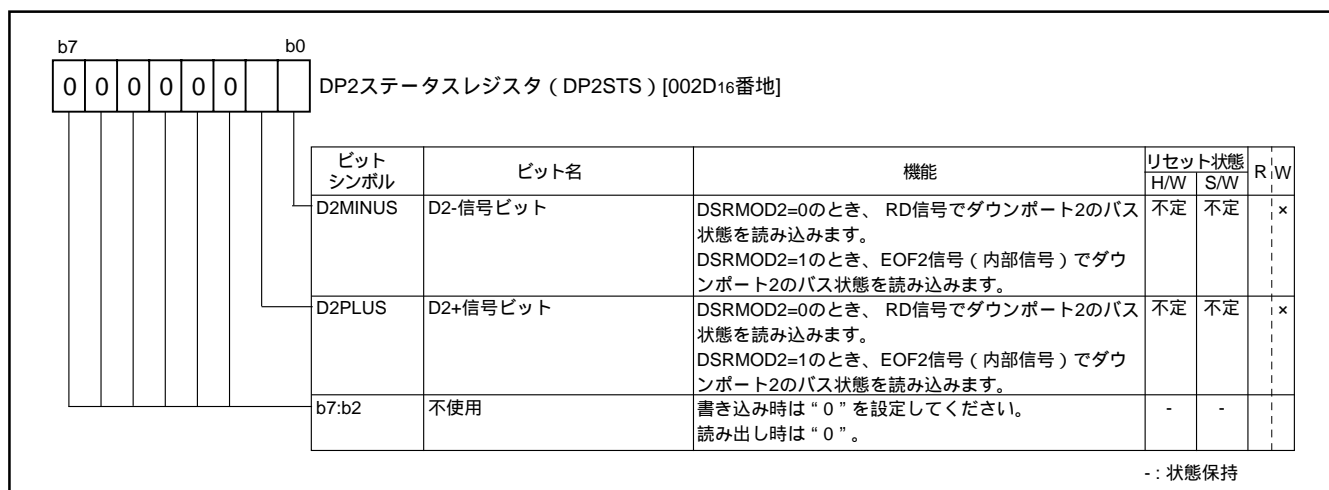 b7 b0
0 0 0 0 0 0
DP2ステータスレジスタ（DP2STS）[002D16番地]
ビット
シンボル
ビット名
機能
リセット状態
H/W S/W
R W
D2MINUS
D2-信号ビット
DSRMOD2=0のとき、 RD信号でダウンポート2のバス
状態を読み込みます。
DSRMOD2=1のとき、EOF2信号（内部信号）でダウ
ンポート2のバス状態を読み込みます。
不定 不定 ×
D2PLUS
D2+信号ビット
DSRMOD2=0のとき、 RD信号でダウンポート2のバス
状態を読み込みます。
DSRMOD2=1のとき、EOF2信号（内部信号）でダウ
ンポート2のバス状態を読み込みます。
不定 不定 ×
b7:b2
不使用
書き込み時は“０”を設定してください。
読み出し時は“０”。
- -
- : 状態保持